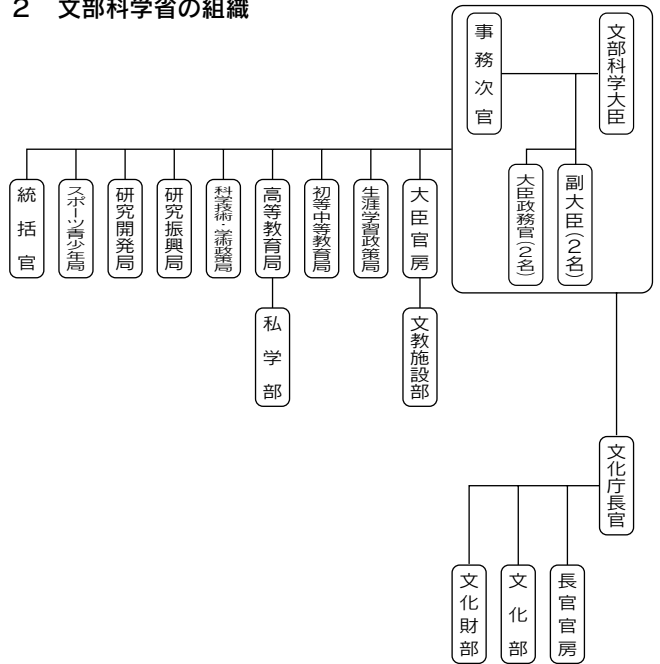 2 文部科学省の組織
文部科学大臣
事務次官
副大臣(2名)
大臣政務官(2名)
大臣官房
生涯学習政策局
初等中等教育局
高等教育局
科学技術・学術政策局
研究振興局
研究開発局
スポーツ青少年局
統括官
文教施設部
私学部
文化庁長官
長官官房
文化部
文化財部